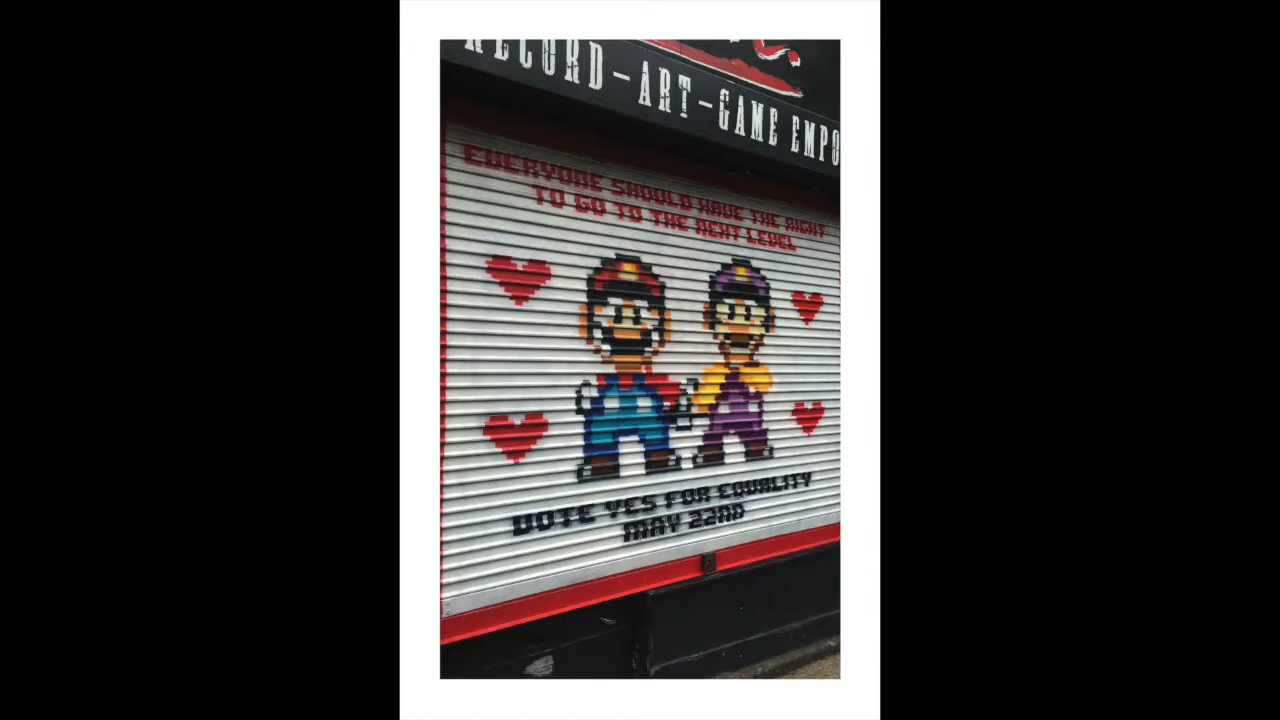 RECORD-ART-GAME EMPO
EVERYONE SHOULD HAVE THE RIGHT
TO GO TO THE NEXT LEVEL
VOTE YES FOR EQUALITY
MAY 22ND